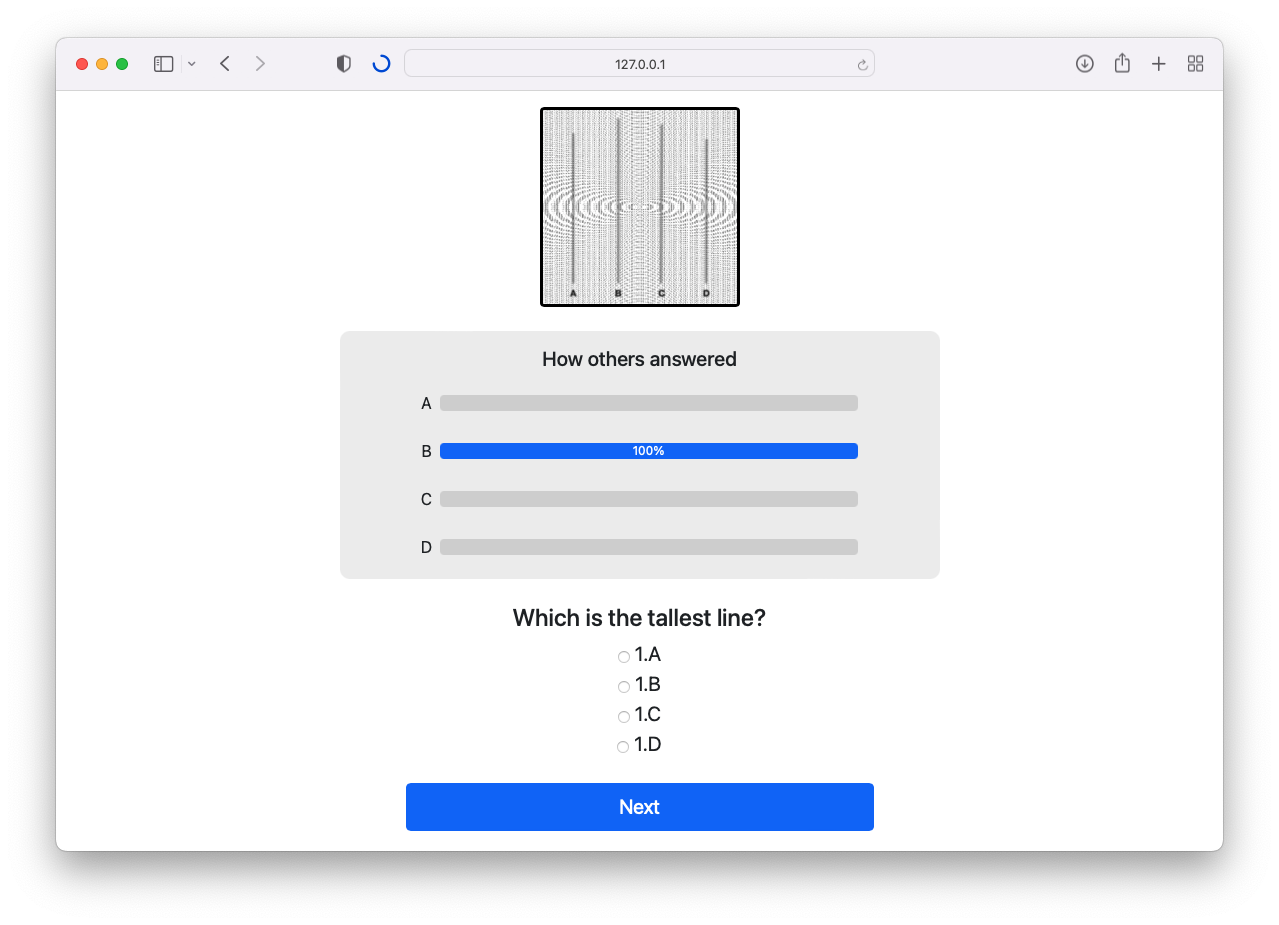 127.0.0.1
A B C D
How others answered
A
B 100%
C
D
Which is the tallest line?
1.A
1.B
1.C
1.D
Next